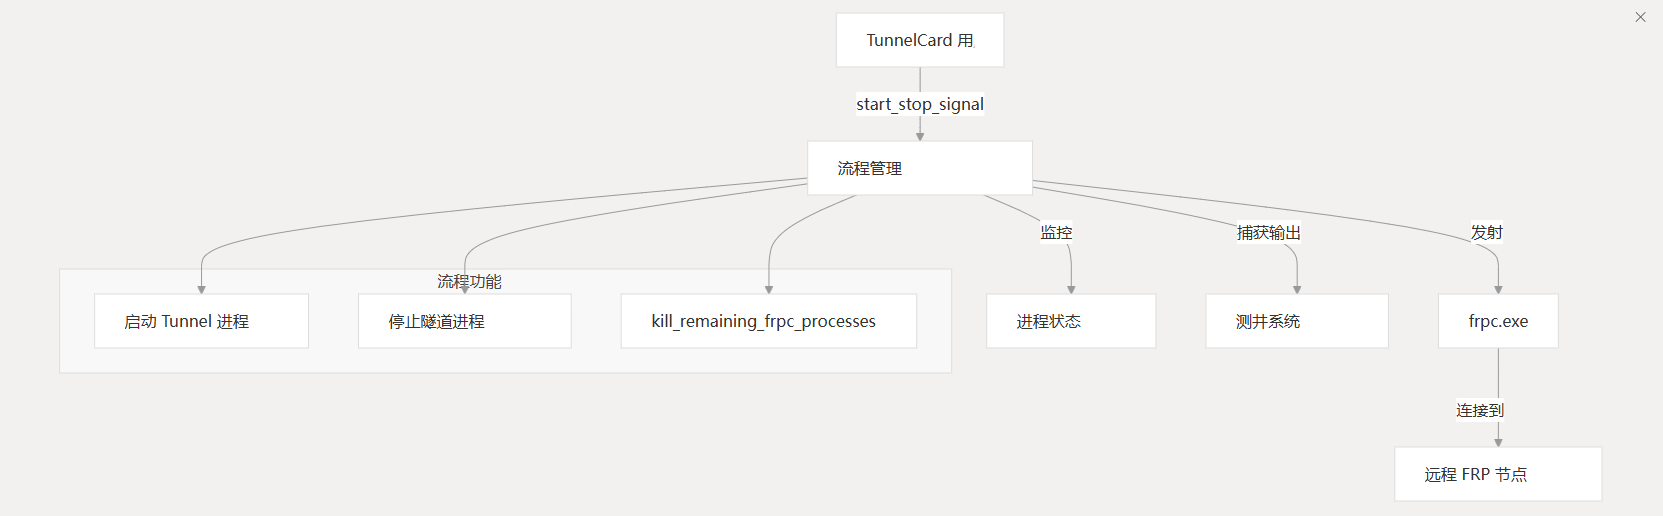 TunnelCard 用
start_stop_signal
流程管理
监控
捕获输出
发射
流程功能
启动 Tunnel 进程
停止隧道进程
kill_remaining_frpc_processes
进程状态
测井系统
frpc.exe
连接到
远程 FRP 节点